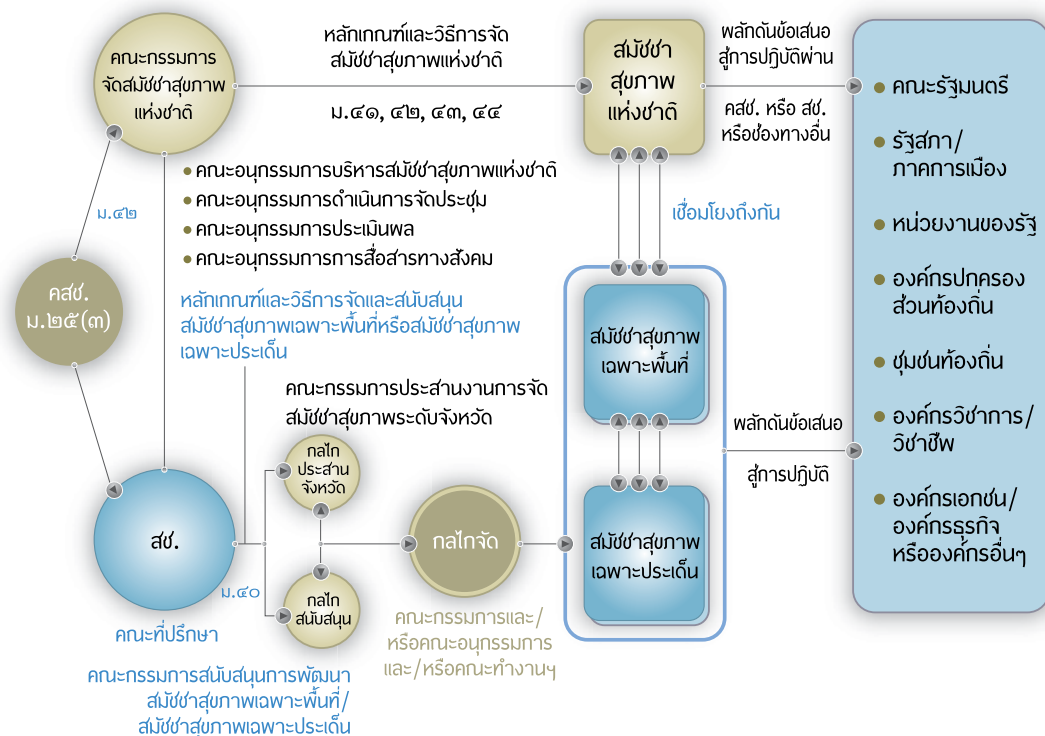 คณะกรรมการ
จัดสมัชชาสุขภาพ
แห่งชาติ
หลักเกณฑ์และวิธีการจัด
สมัชชาสุขภาพแห่งชาติ
ม.๔๑, ๔๒, ๔๓, ๔๔
สมัชชา
สุขภาพ
แห่งชาติ
พลักดันข้อเสนอ
สู่การปฏิบัติผ่าน
คสช. หรือ สช.
หรือช่องทางอื่น
• คณะรัฐมนตรี
• รัฐสภา/
ภาคการเมือง
• หน่วยงานของรัฐ
• องค์กรปกครอง
ส่วนท้องถิ่น
• ชุมชนท้องถิ่น
• องค์กรวิชาการ/
วิชาชีพ
• องค์กรเอกชน/
องค์กรธุรกิจ
หรือองค์กรอื่นๆ
• คณะอนุกรรมการบริหารสมัชชาสุขภาพแห่งชาติ
• คณะอนุกรรมการดำเนินการจัดประชุม
• คณะอนุกรรมการประเมินผล
• คณะอนุกรรมการการสื่อสารทางสังคม
ม.๔๒
เชื่อมโยงถึงกัน
คสช.
ม.๒๕(๓)
หลักเกณฑ์และวิธีการจัดและสนับสนุน
สมัชชาสุขภาพเฉพาะพื้นที่หรือสมัชชาสุขภาพ
เฉพาะประเด็น
สมัชชาสุขภาพ
เฉพาะพื้นที่
คณะกรรมการประสานงานการจัด
สมัชชาสุขภาพระดับจังหวัด
พลักดันข้อเสนอ
สู่การปฏิบัติ
กลไก
ประสาน
จังหวัด
สช.
กลไกจัด
สมัชชาสุขภาพ
เฉพาะประเด็น
ม.๔๐
กลไก
สนับสนุน
คณะที่ปรึกษา
คณะกรรมการและ/
หรือคณะอนุกรรมการ
และ/หรือคณะทำงานฯ
คณะกรรมการสนับสนุนการพัฒนา
สมัชชาสุขภาพเฉพาะพื้นที่/
สมัชชาสุขภาพเฉพาะประเด็น